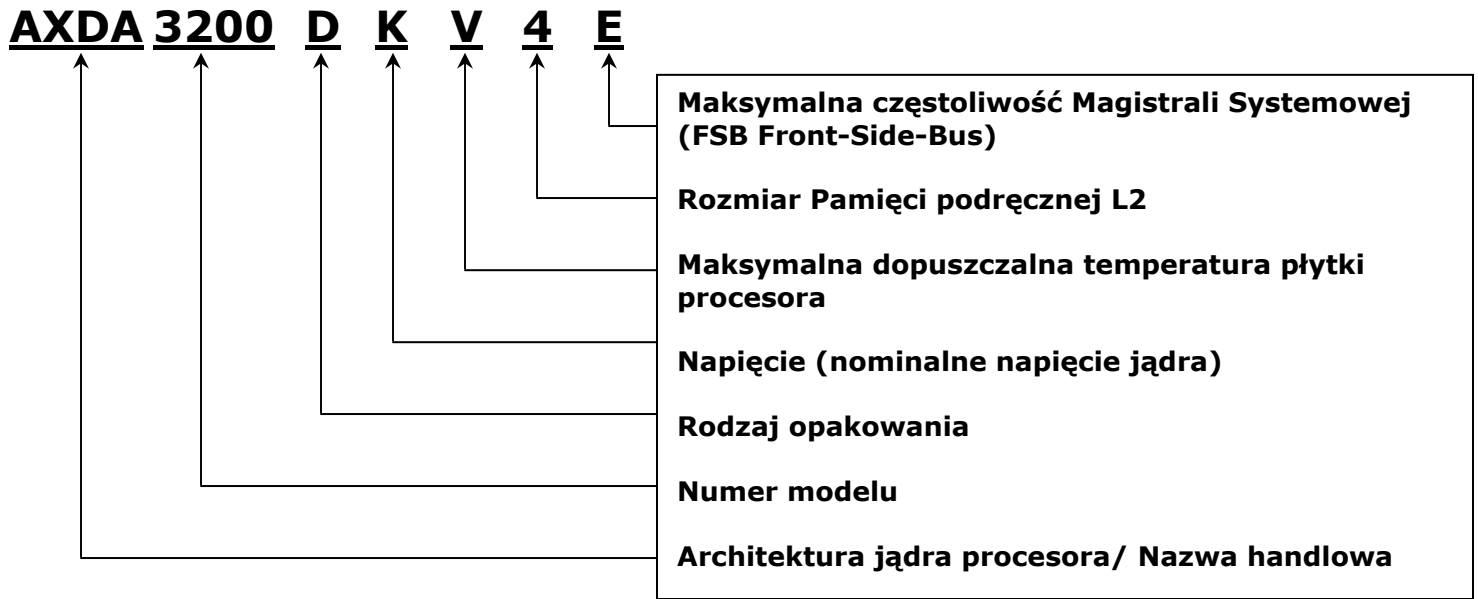 AXDA 3200 D K V 4 E
Maksymalna częstoliwość Magistrali Systemowej
(FSB Front-Side-Bus)
Rozmiar Pamięci podręcznej L2
Maksymalna dopuszczalna temperatura płytki
procesora
Napięcie (nominalne napięcie jądra)
Rodzaj opakowania
Numer modelu
Architektura jądra procesora/ Nazwa handlowa